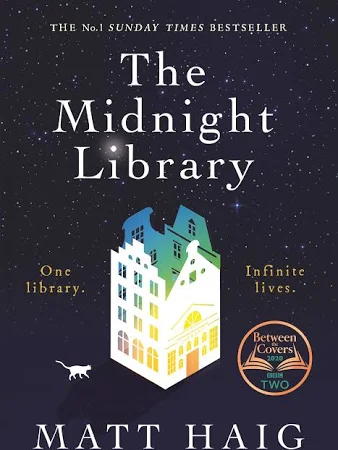 THE No.1 SUNDAY TIMES BESTSELLER
The
Midnight
Library
One
library.
Infinite
lives.
Between
the
Covers
2020
BBC
TWO
MATT HAIG